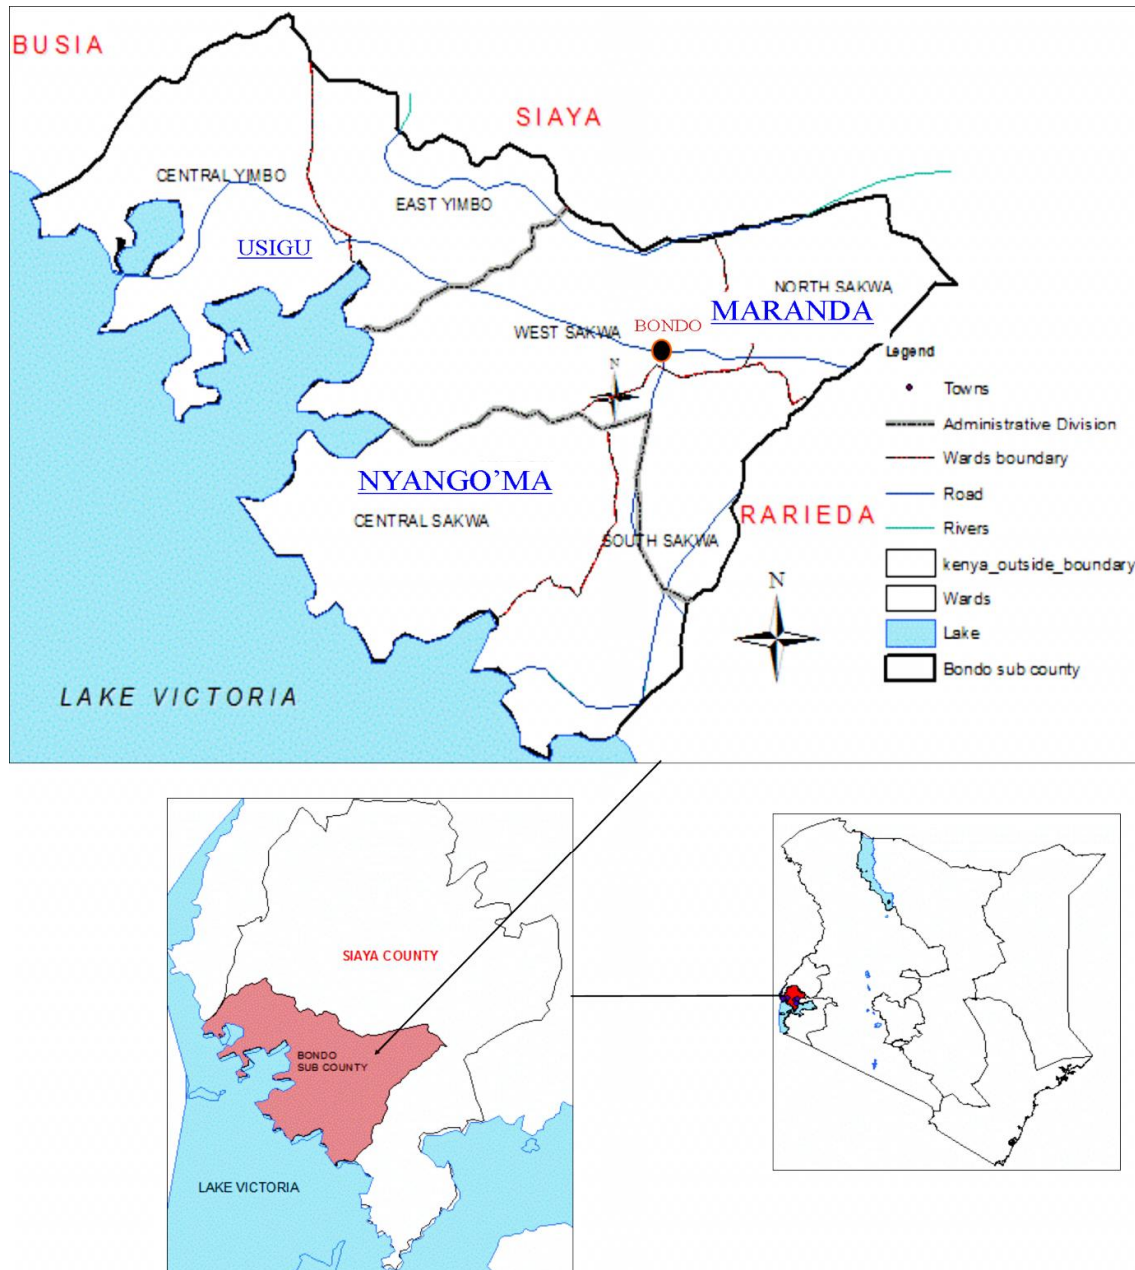 BUSIA
SIAYA
CENTRAL YIMBO
EAST YIMBO
USIGU
NORTH SAKWA
MARANDA
BONDO
WEST SAKWA
N
NYANGO'MA
CENTRAL SAKWA
SOUTH SAKWA
RARIEDA
N
LAKE VICTORIA
Legend
Towns
Administrative Division
Wards boundary
Road
Rivers
kenya_outside_boundary
Wards
Lake
Bondo sub county
SIAYA COUNTY
BONDO
SUB COUNTY
LAKE VICTORIA